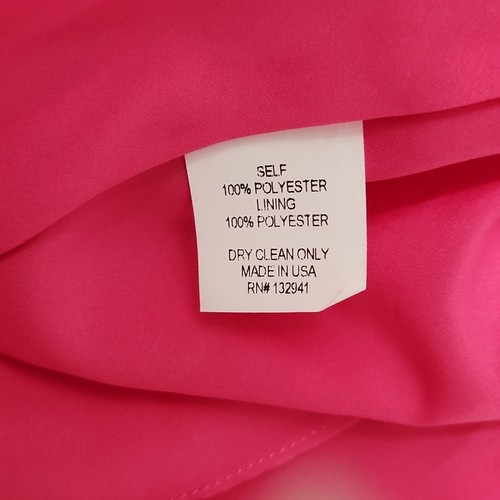 SELF
100% POLYESTER
LINING
100% POLYESTER
DRY CLEAN ONLY
MADE IN USA
RN# 132941